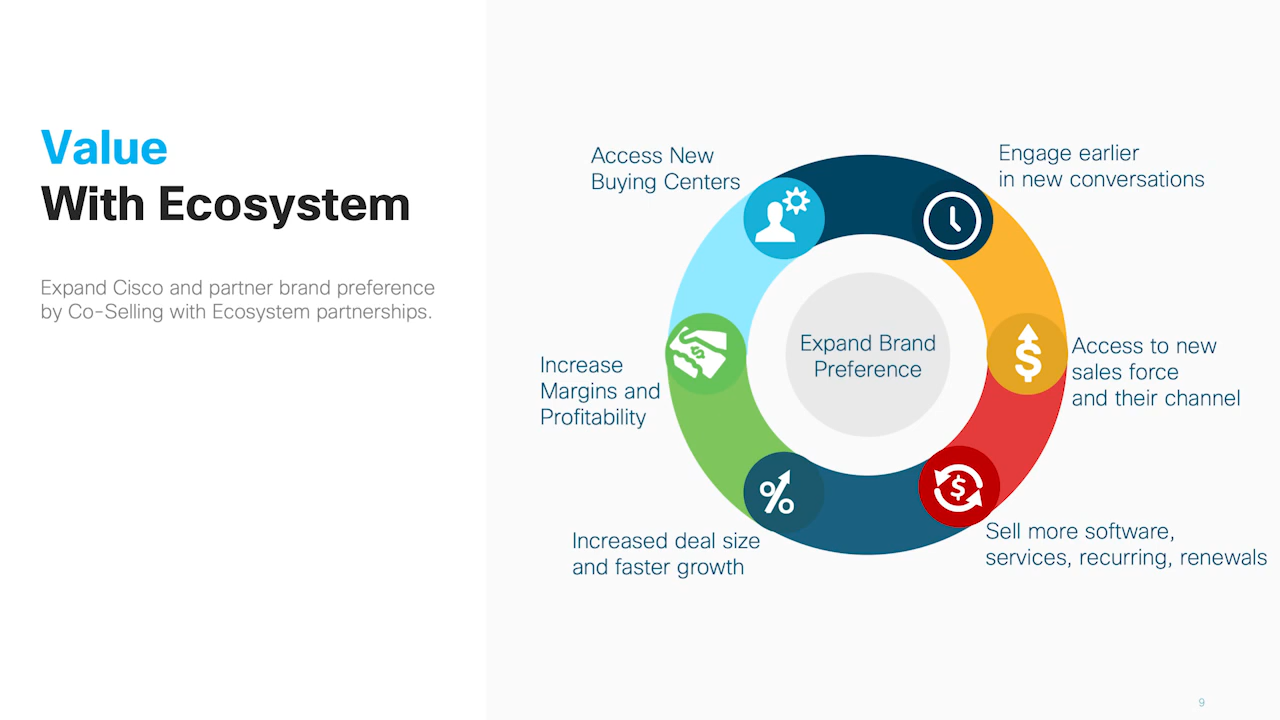 Value
With Ecosystem
Expand Cisco and partner brand preference
by Co-Selling with Ecosystem partnerships.
Access New
Buying Centers
Engage earlier
in new conversations
Expand Brand
Preference
Access to new
sales force
and their channel
Increase
Margins and
Profitability
Sell more software,
services, recurring, renewals
Increased deal size
and faster growth
9